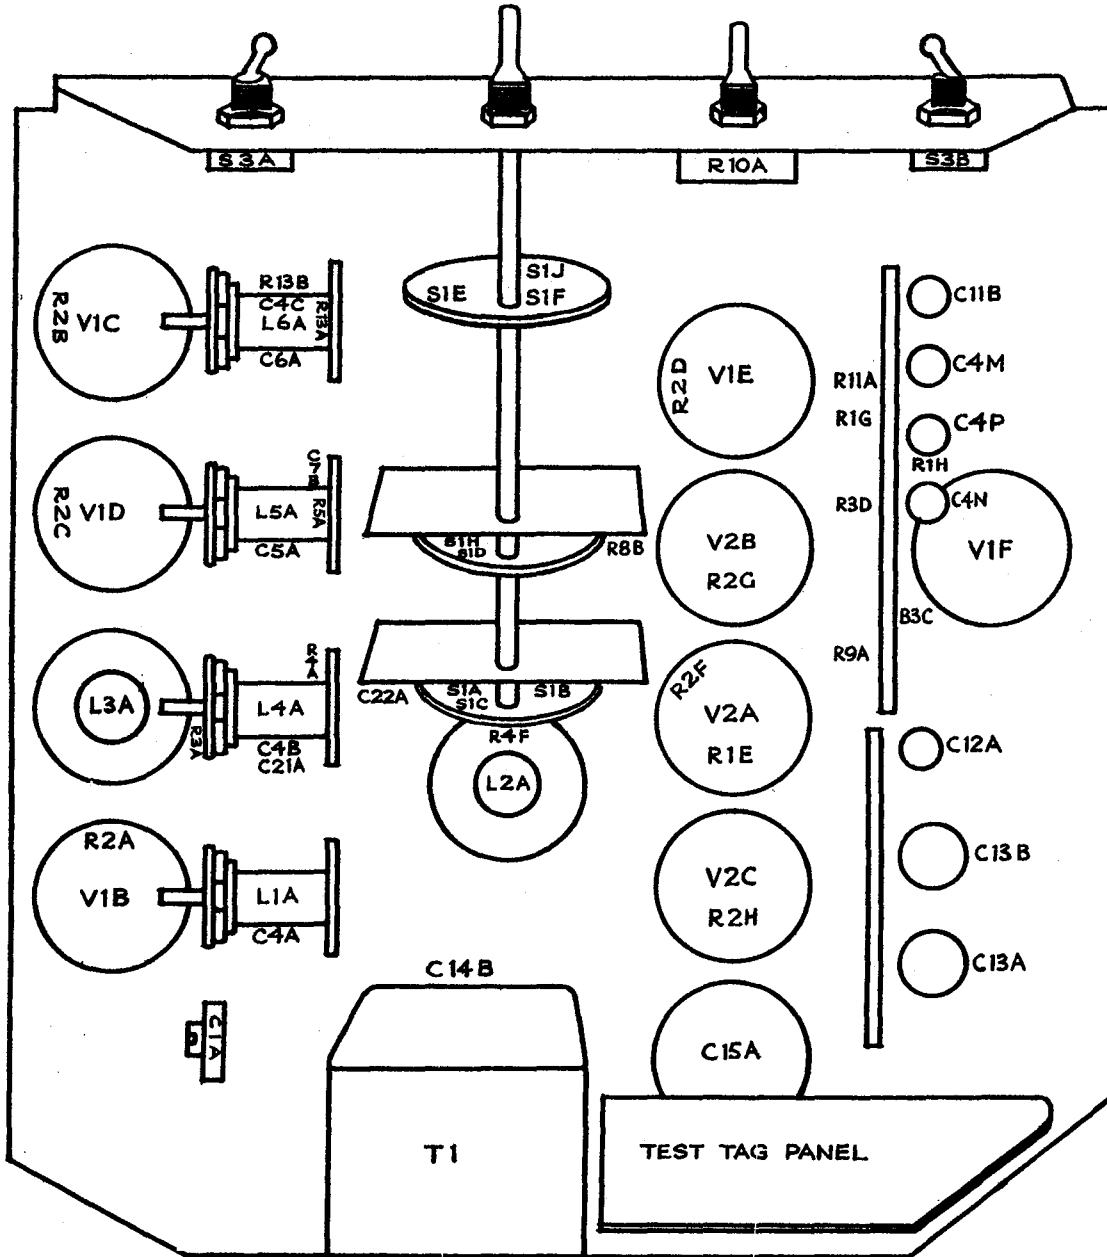 S3A
R10A
S3B
R2B
V1C
R13B
C4C
L6A
R13A
C6A
S1J
S1E
S1F
R2D
V1E
C11B
C4M
R11A
R1G
C4P
R1H
R2C
V1D
L5A
R5A
C5A
S1H
S1D
R8B
V2B
R2G
R3D
C4N
V1F
B3C
R9A
L3A
R3A
R4A
L4A
C4B
C21A
C22A
S1A
S1B
S1C
R4F
L2A
R2F
V2A
R1E
C12A
R2A
V1B
L1A
C4A
V2C
R2H
C13B
C13A
C14B
C1A
C15A
T1
TEST TAG PANEL